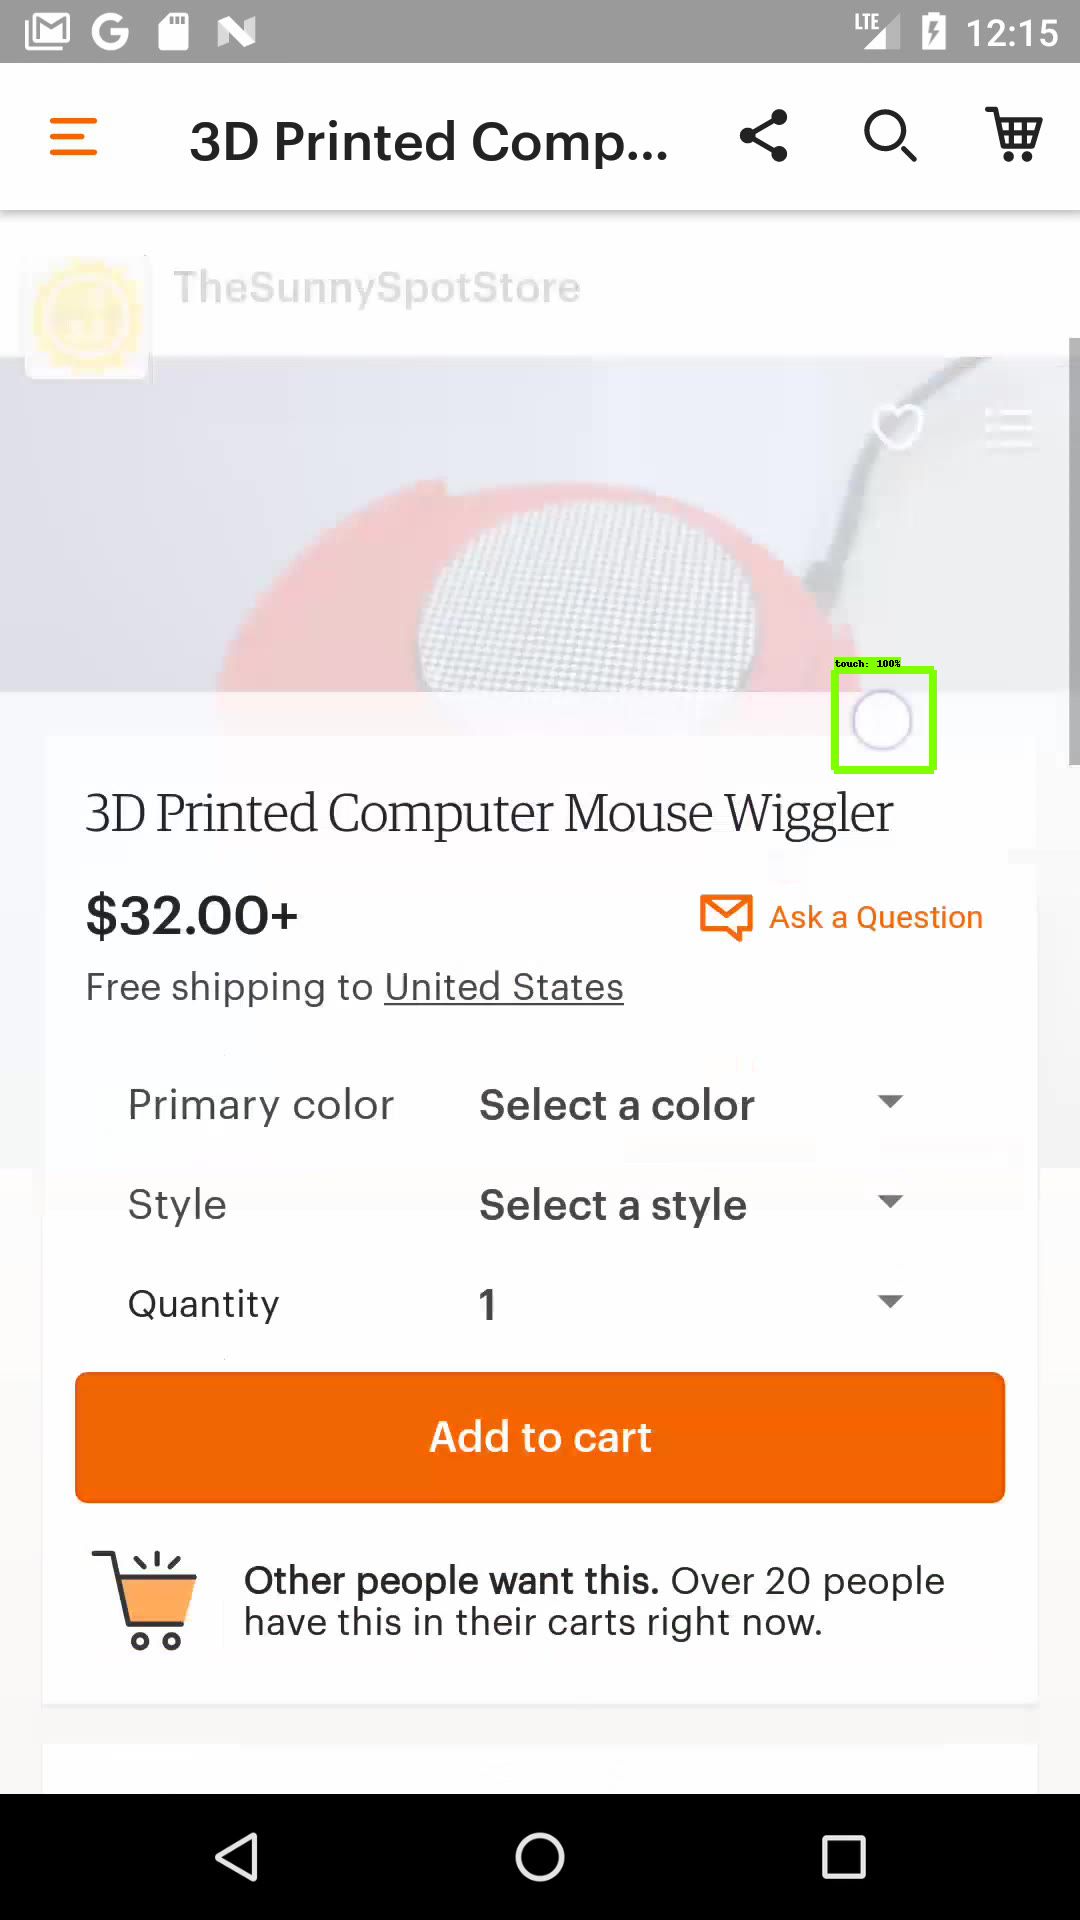 LTE 12:15
3D Printed Comp...
TheSunnySpotStore
touch: 100%
3D Printed Computer Mouse Wiggler
$32.00+
Ask a Question
Free shipping to United States
Primary color Select a color
Style Select a style
Quantity 1
Add to cart
Other people want this. Over 20 people
have this in their carts right now.